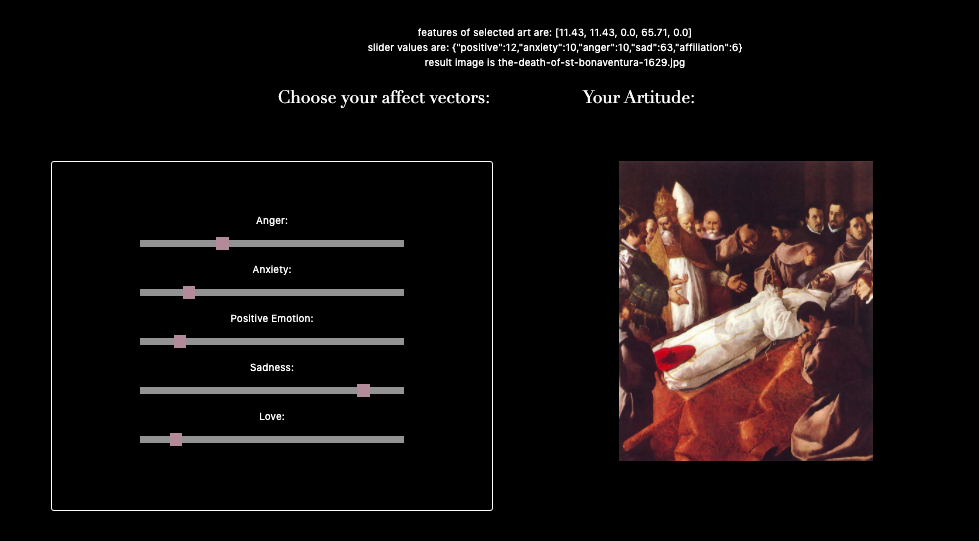 features of selected art are: [11.43, 11.43, 0.0, 65.71, 0.0]
slider values are: {"positive":12,"anxiety":10,"anger":10,"sad":63,"affiliation":6}
result image is the-death-of-st-bonaventura-1629.jpg
Choose your affect vectors:
Your Artitude:
Anger:
Anxiety:
Positive Emotion:
Sadness:
Love: